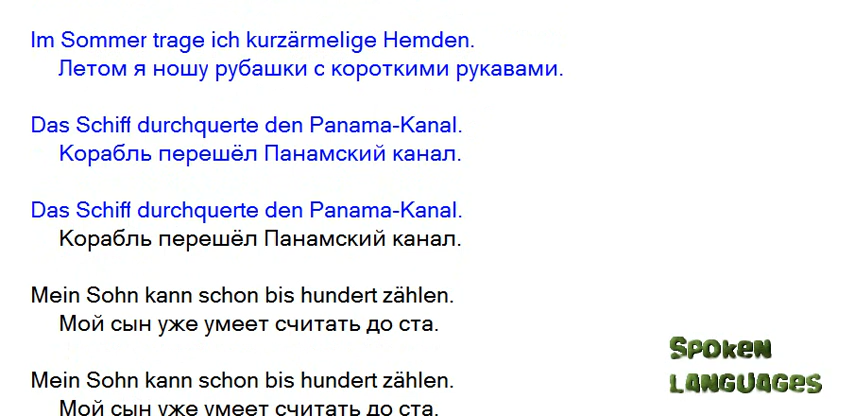 Im Sommer trage ich kurzärmelige Hemden.
Летом я ношу рубашки с короткими рукавами.
Das Schiff durchquerte den Panama-Kanal.
Корабль перешёл Панамский канал.
Das Schiff durchquerte den Panama-Kanal.
Корабль перешёл Панамский канал.
Mein Sohn kann schon bis hundert zählen.
Мой сын уже умеет считать до ста.
Mein Sohn kann schon bis hundert zählen.
Мой сын уже умеет считать до ста.
Spoken
Languages